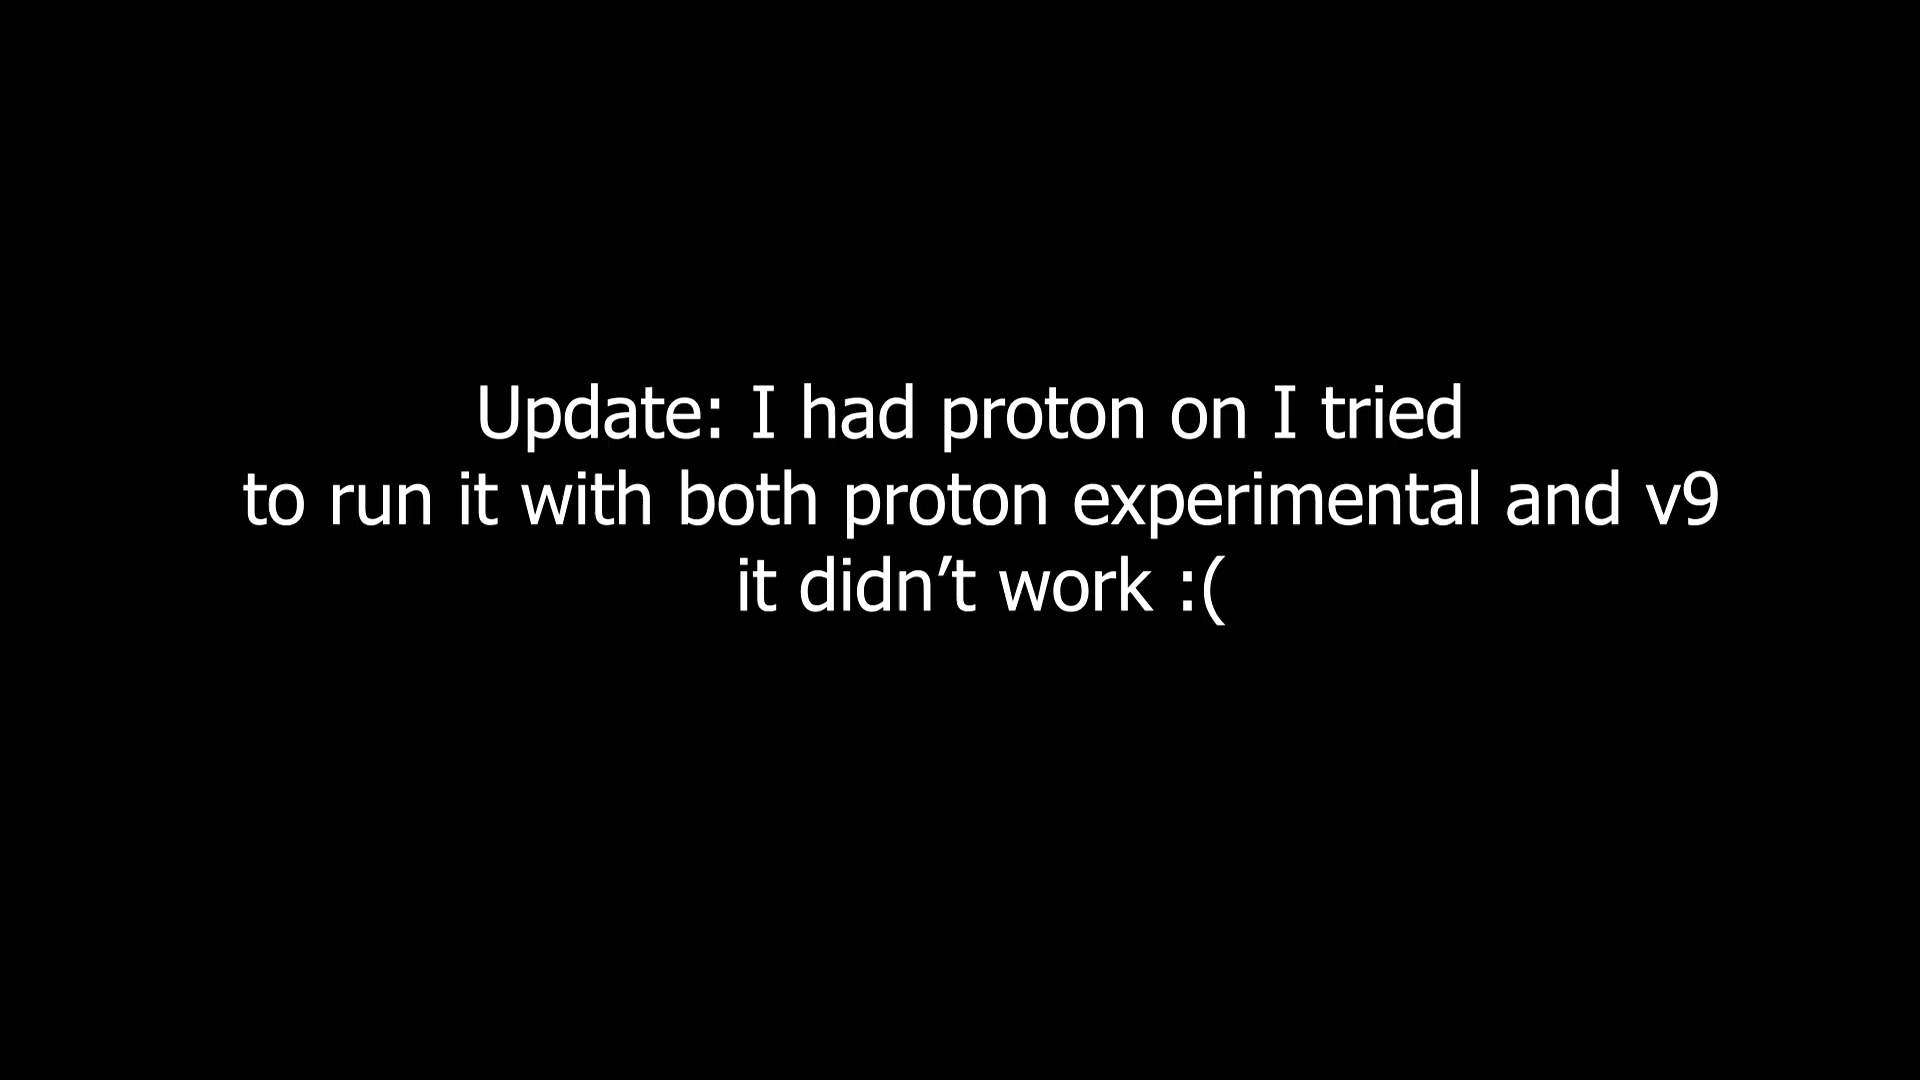 Update: I had proton on I tried
to run it with both proton experimental and v9
it didn’t work :(